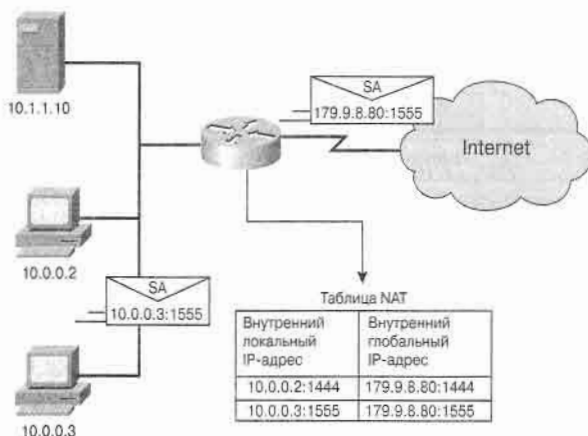 10.1.1.10
SA
179.9.8.80:1555
Internet
10.0.0.2
SA
10.0.0.3:1555
10.0.0.3
Таблица NAT
Внутренний
локальный
IP-адрес
Внутренний
глобальный
IP-адрес
10.0.0.2:1444
179.9.8.80:1444
10.0.0.3:1555
179.9.8.80:1555